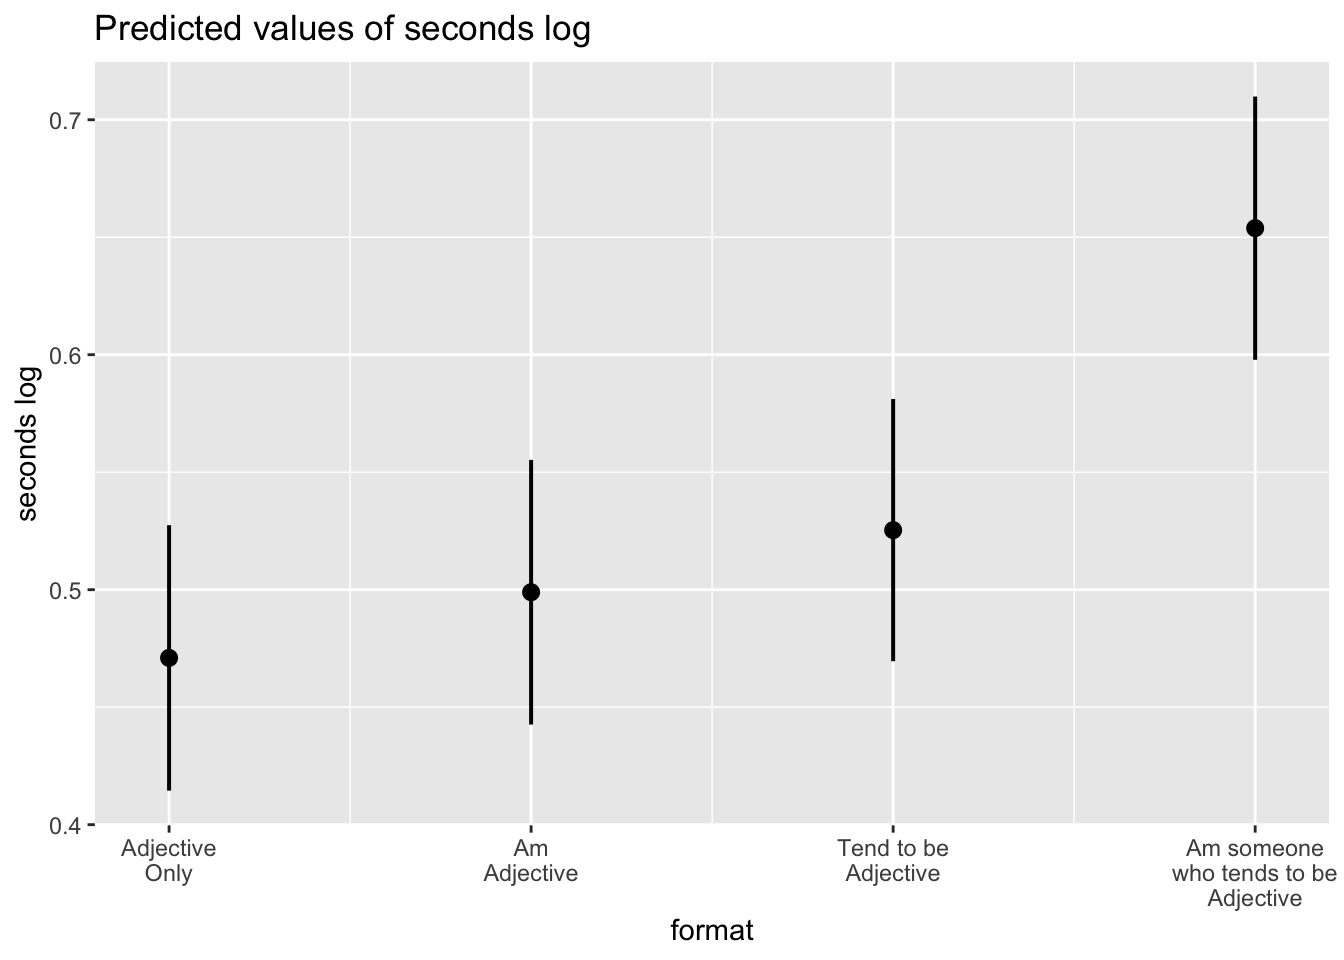 Predicted values of seconds log
seconds log
0.7
0.6
0.5
0.4
Adjective
Only
Am
Adjective
Tend to be
Adjective
Am someone
who tends to be
Adjective
format